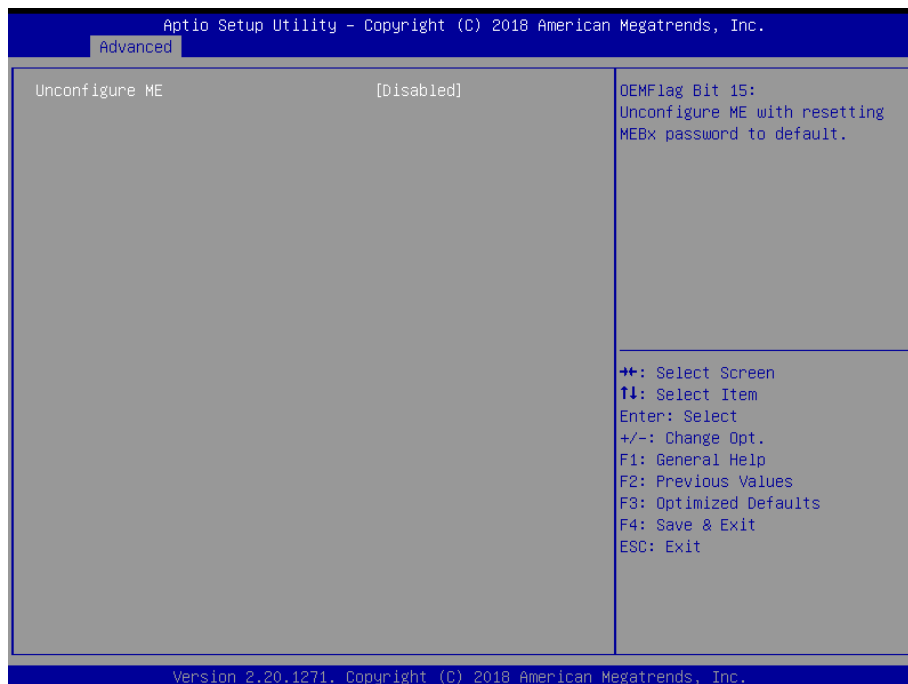 Aptio Setup Utility – Copyright (C) 2018 American Megatrends, Inc.
Advanced
Unconfigure ME [Disabled]
OEMFlag Bit 15:
Unconfigure ME with resetting
MEBx password to default.
→←: Select Screen
↑↓: Select Item
Enter: Select
+/-: Change Opt.
F1: General Help
F2: Previous Values
F3: Optimized Defaults
F4: Save & Exit
ESC: Exit
Version 2.20.1271. Copyright (C) 2018 American Megatrends, Inc.